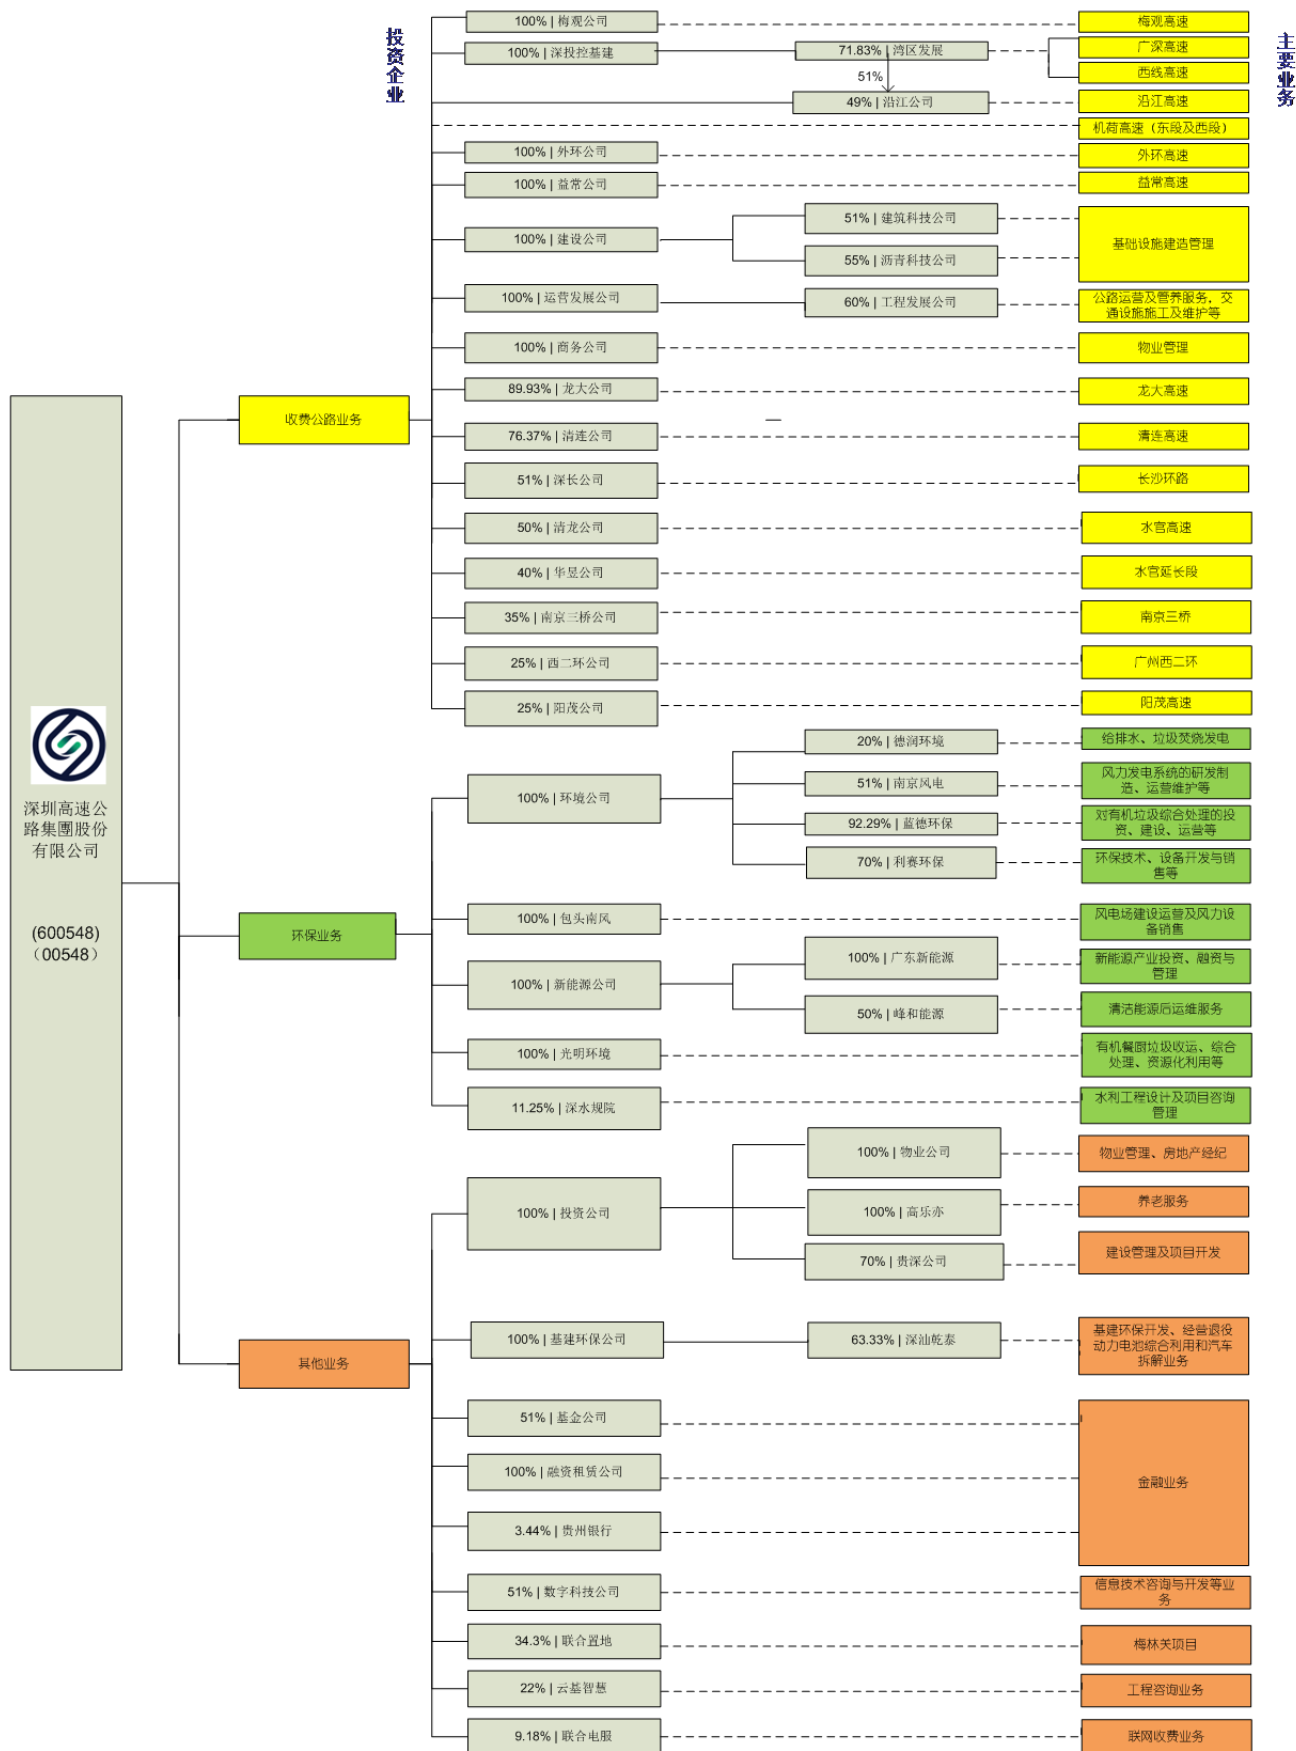 投资企业
主要业务
100% | 梅观公司
梅观高速
100% | 深投控基建
71.83% | 湾区发展
广深高速
西线高速
51%
49% | 沿江公司
沿江高速
机荷高速（东段及西段）
100% | 外环公司
外环高速
100% | 益常公司
益常高速
100% | 建设公司
51% | 建筑科技公司
55% | 沥青科技公司
基础设施建造管理
100% | 运营发展公司
60% | 工程发展公司
公路运营及管养服务，交
通设施施工及维护等
100% | 商务公司
物业管理
收费公路业务
89.93% | 龙大公司
龙大高速
76.37% | 清连公司
清连高速
51% | 深长公司
长沙环路
50% | 清龙公司
水官高速
40% | 华昱公司
水官延长段
35% | 南京三桥公司
南京三桥
25% | 西二环公司
广州西二环
25% | 阳茂公司
阳茂高速
深圳高速公
路集團股份
有限公司
(600548)
（00548）
环保业务
100% | 环境公司
20% | 德润环境
给排水、垃圾焚烧发电
51% | 南京风电
风力发电系统的研发制
造、运营维护等
92.29% | 蓝德环保
对有机垃圾综合处理的投
资、建设、运营等
70% | 利赛环保
环保技术、设备开发与销
售等
100% | 包头南风
风电场建设运营及风力设
备销售
100% | 新能源公司
100% | 广东新能源
新能源产业投资、融资与
管理
50% | 峰和能源
清洁能源后运维服务
100% | 光明环境
有机餐厨垃圾收运、综合
处理、资源化利用等
11.25% | 深水规院
水利工程设计及项目咨询
管理
其他业务
100% | 投资公司
100% | 物业公司
物业管理、房地产经纪
100% | 高乐亦
养老服务
70% | 贵深公司
建设管理及项目开发
100% | 基建环保公司
63.33% | 深汕乾泰
基建环保开发、经营退役
动力电池综合利用和汽车
拆解业务
51% | 基金公司
100% | 融资租赁公司
3.44% | 贵州银行
金融业务
51% | 数字科技公司
信息技术咨询与开发等业
务
34.3% | 联合置地
梅林关项目
22% | 云基智慧
工程咨询业务
9.18% | 联合电服
联网收费业务